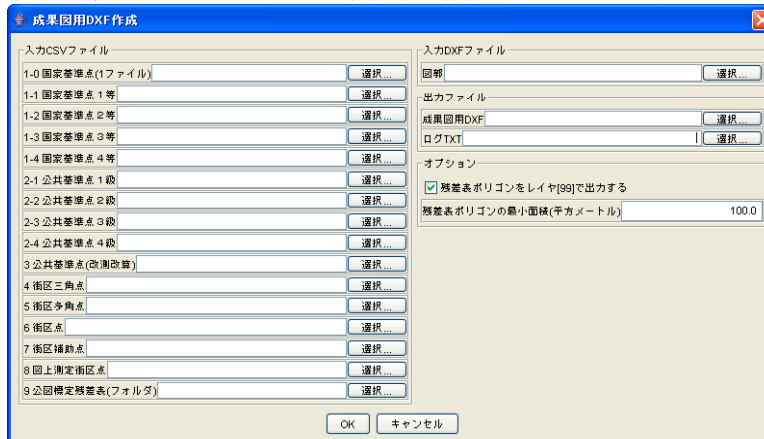 成果図用DXF作成
入力CSVファイル
1-0 国家基準点(1ファイル) 選択...
1-1 国家基準点1等 選択...
1-2 国家基準点2等 選択...
1-3 国家基準点3等 選択...
1-4 国家基準点4等 選択...
2-1 公共基準点1級 選択...
2-2 公共基準点2級 選択...
2-3 公共基準点3級 選択...
2-4 公共基準点4級 選択...
3 公共基準点(改測改算) 選択...
4 街区三角点 選択...
5 街区多角点 選択...
6 街区点 選択...
7 街区補助点 選択...
8 図上測定街区点 選択...
9 公図標定残差表(フォルダ) 選択...
入力DXFファイル
図郭 選択...
出力ファイル
成果図用DXF 選択...
ログTXT 選択...
オプション
残差表ポリゴンをレイヤ[99]で出力する
残差表ポリゴンの最小面積(平方メートル) 100.0
OK キャンセル